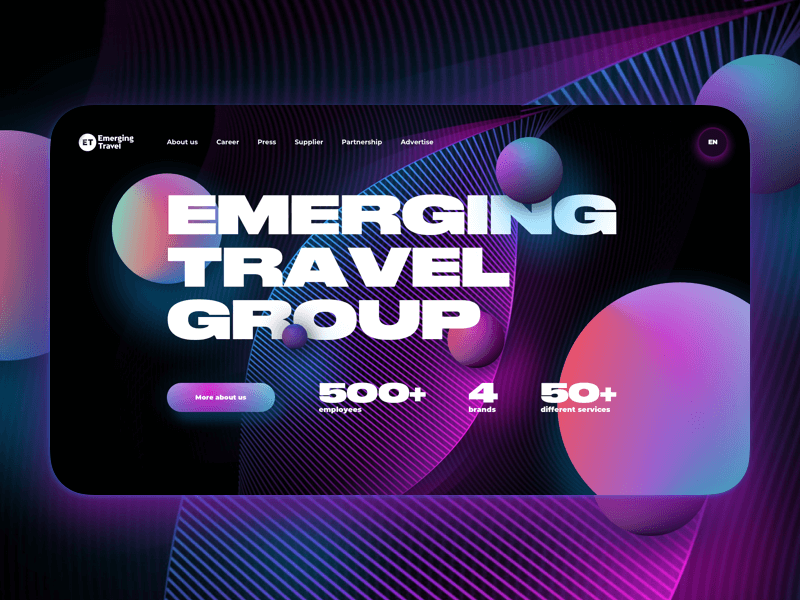 ET Emerging Travel
About us Career Press Supplier Partnership Advertise
EN
EMERGING
TRAVEL
GROUP
More about us
500+ 4 50+
employees brands different services